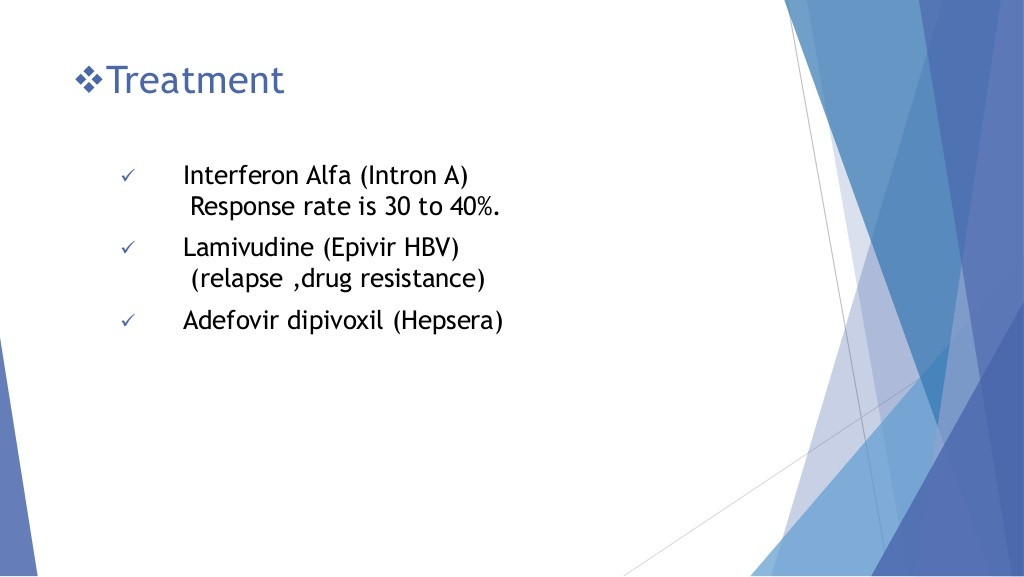 ❖Treatment
✓ Interferon Alfa (Intron A)
Response rate is 30 to 40%.
✓ Lamivudine (Epivir HBV)
(relapse ,drug resistance)
✓ Adefovir dipivoxil (Hepsera)